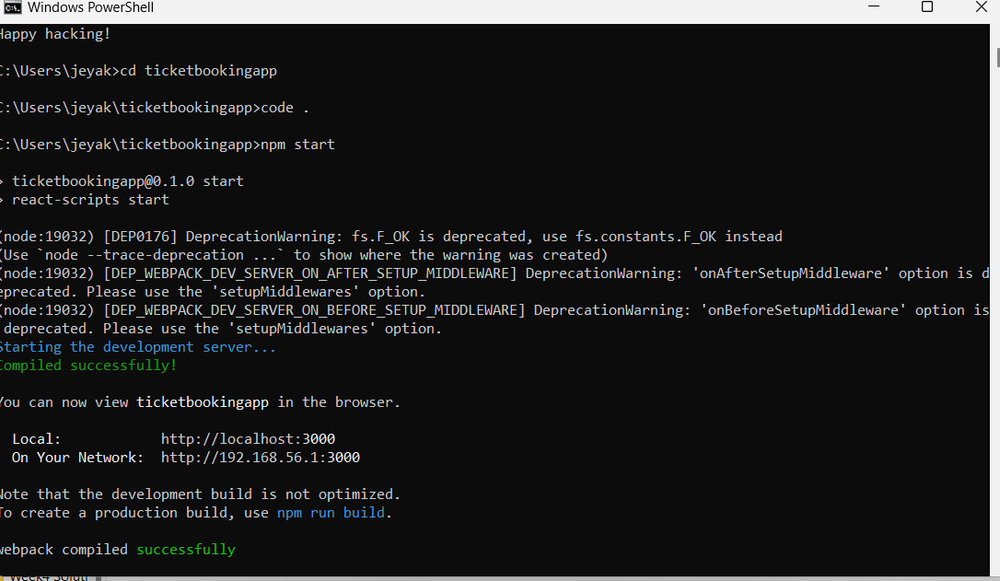 Windows PowerShell
Happy hacking!
C:\Users\jeyak>cd ticketbookingapp
C:\Users\jeyak\ticketbookingapp>code .
C:\Users\jeyak\ticketbookingapp>npm start
> ticketbookingapp@0.1.0 start
> react-scripts start
(node:19032) [DEP0176] DeprecationWarning: fs.F_OK is deprecated, use fs.constants.F_OK instead
(Use `node --trace-deprecation ...` to show where the warning was created)
(node:19032) [DEP_WEBPACK_DEV_SERVER_ON_AFTER_SETUP_MIDDLEWARE] DeprecationWarning: 'onAfterSetupMiddleware' option is d
eprecated. Please use the 'setupMiddlewares' option.
(node:19032) [DEP_WEBPACK_DEV_SERVER_ON_BEFORE_SETUP_MIDDLEWARE] DeprecationWarning: 'onBeforeSetupMiddleware' option is
deprecated. Please use the 'setupMiddlewares' option.
Starting the development server...
Compiled successfully!
You can now view ticketbookingapp in the browser.
Local: http://localhost:3000
On Your Network: http://192.168.56.1:3000
Note that the development build is not optimized.
To create a production build, use npm run build.
webpack compiled successfully